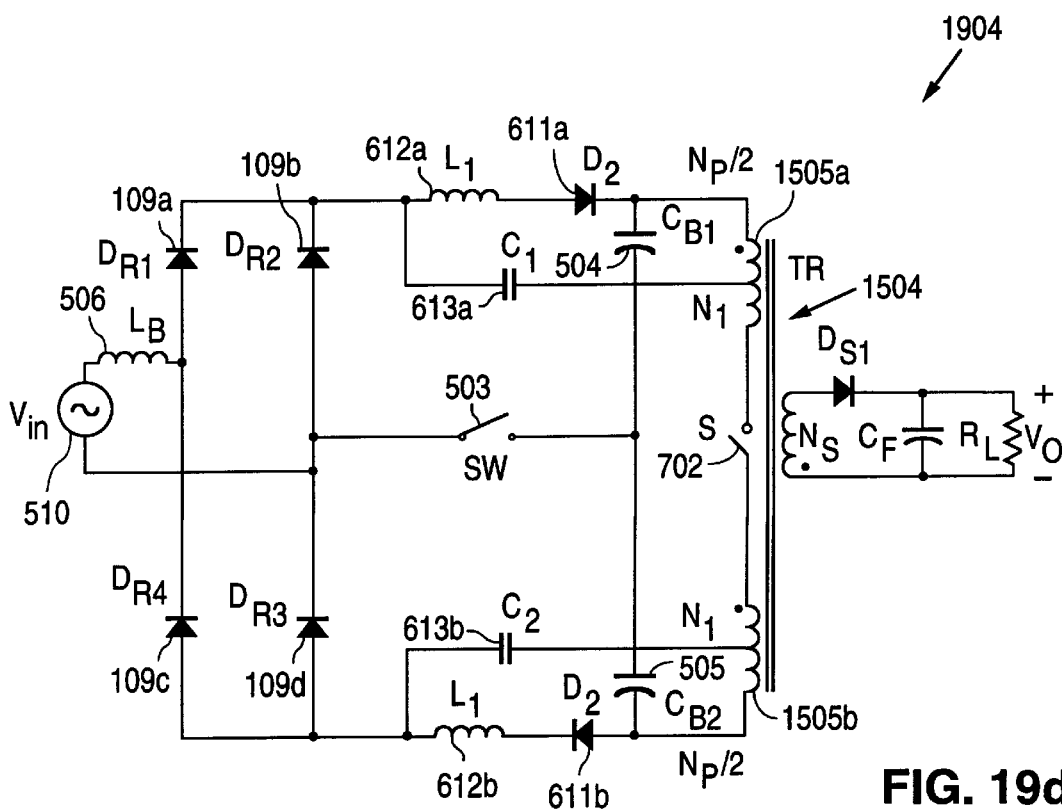 1904
611a
612a
L1
D2
NP/2
1505a
109b
109a
DR1
DR2
C1
CB1
504
TR
1504
613a
N1
506
LB
DS1
503
Vin
S
SW
702
NS
CF
RL
VO
+
−
510
DR4
DR3
C2
N1
613b
505
109c
109d
L1
D2
CB2
1505b
612b
611b
NP/2
FIG. 19d